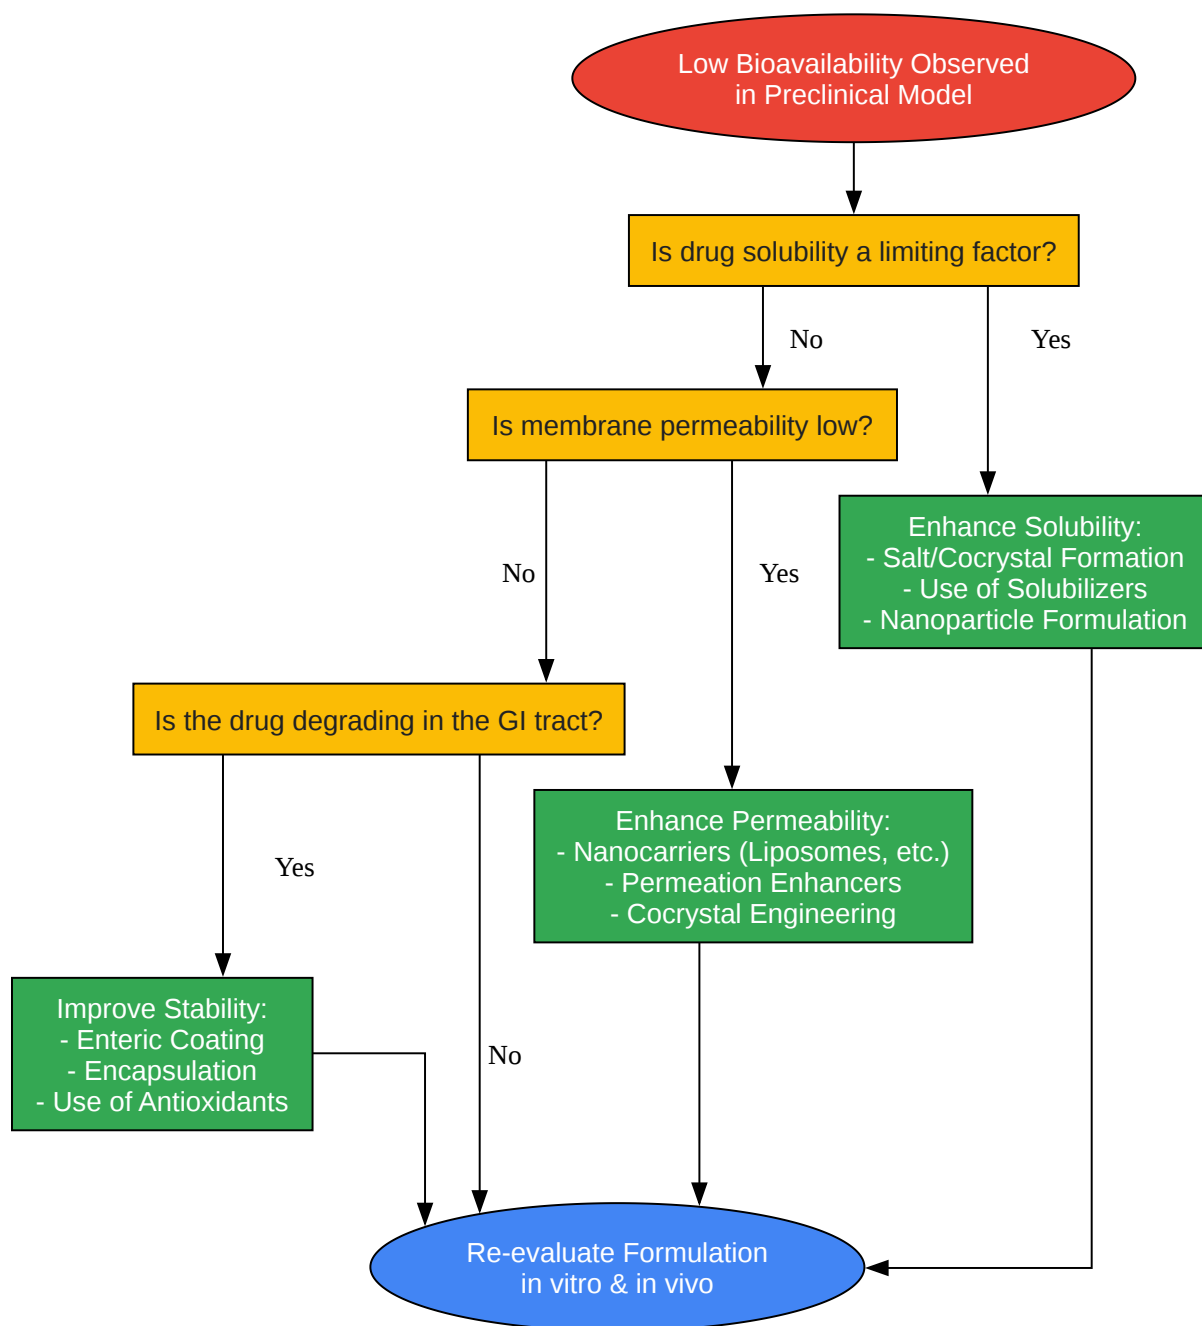 Low Bioavailability Observed
in Preclinical Model
Is drug solubility a limiting factor?
No
Yes
Is membrane permeability low?
Enhance Solubility:
- Salt/Cocrystal Formation
- Use of Solubilizers
- Nanoparticle Formulation
No
Yes
Is the drug degrading in the GI tract?
Enhance Permeability:
- Nanocarriers (Liposomes, etc.)
- Permeation Enhancers
- Cocrystal Engineering
Yes
No
Improve Stability:
- Enteric Coating
- Encapsulation
- Use of Antioxidants
Re-evaluate Formulation
in vitro & in vivo